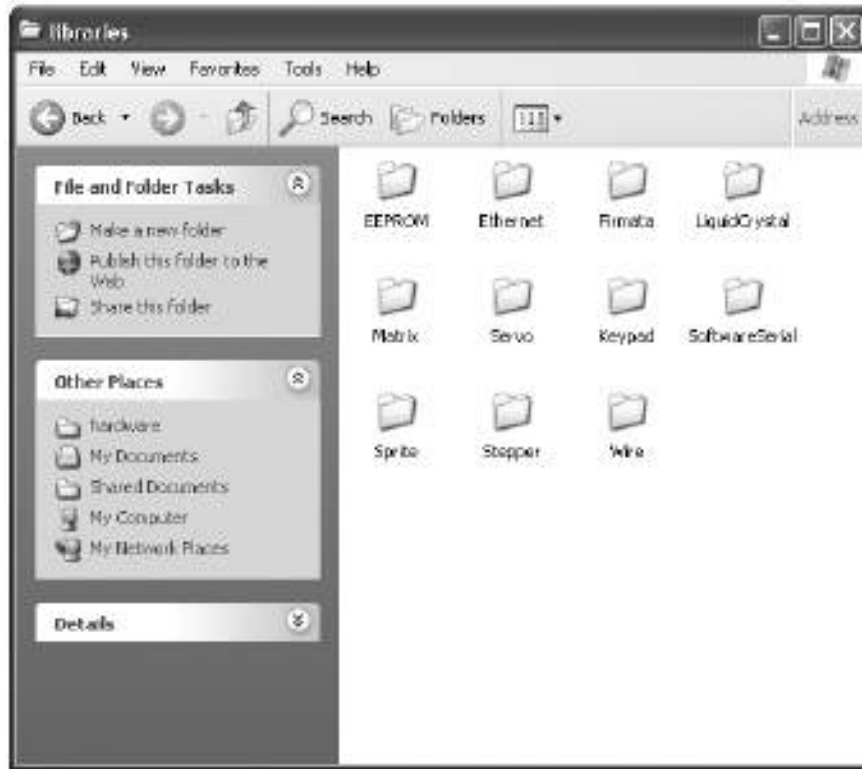 libraries
File Edit View Favorites Tools Help
Back Search Folders Address
File and Folder Tasks
Make a new folder
Publish this folder to the
Web
Share this folder
Other Places
hardware
My Documents
Shared Documents
My Computer
My Network Places
Details
EEPROM Ethernet Firmata LiquidCrystal
Matrix Servo Keypad SoftwareSerial
Sprite Stepper Wire